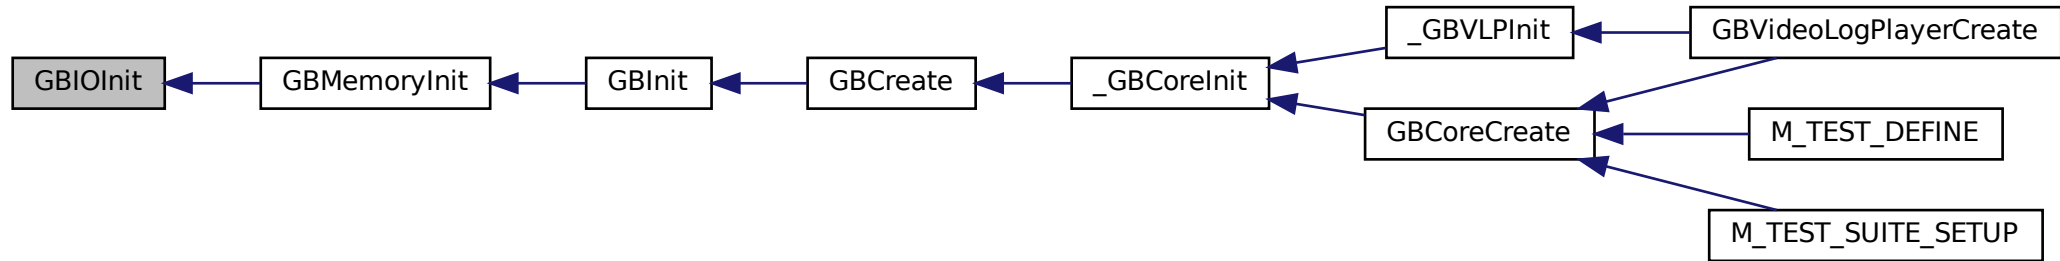 GBIOInit
GBMemoryInit
GBInit
GBCreate
_GBCoreInit
_GBVLPInit
GBVideoLogPlayerCreate
GBCoreCreate
M_TEST_DEFINE
M_TEST_SUITE_SETUP